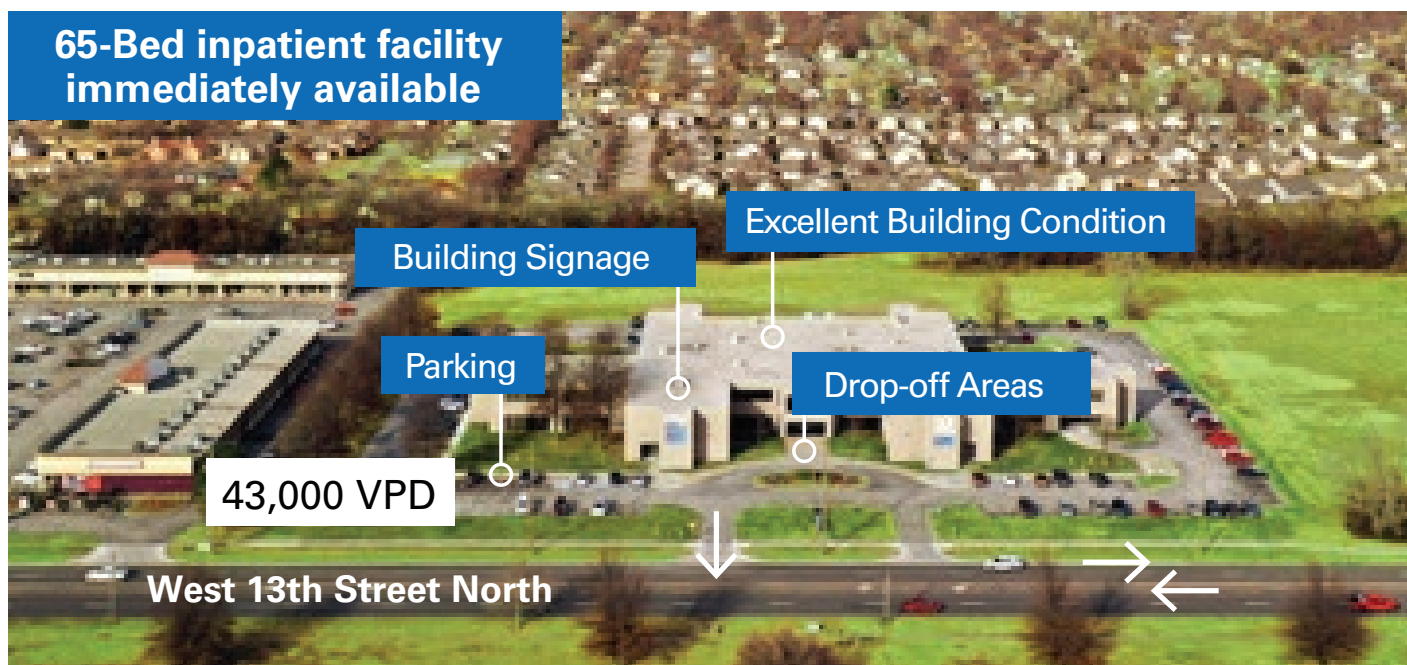 65-Bed inpatient facility
immediately available
Excellent Building Condition
Building Signage
Parking
Drop-off Areas
43,000 VPD
West 13th Street North